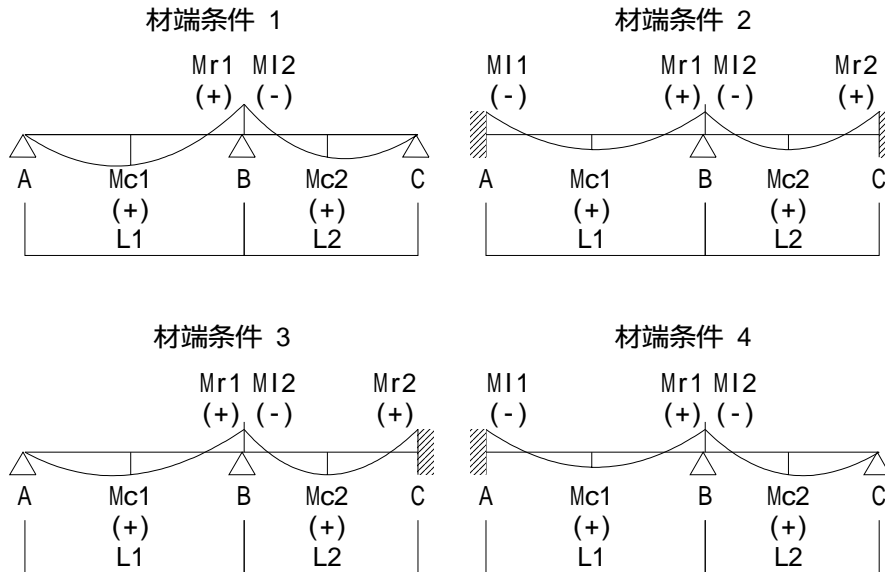 材端条件 1
Mr1 Ml2
(+) (-)
A Mc1 B Mc2 C
(+) (+)
L1 L2
材端条件 2
Ml1 Mr1 Ml2 Mr2
(-) (+) (-) (+)
A Mc1 B Mc2 C
(+) (+)
L1 L2
材端条件 3
Mr1 Ml2 Mr2
(+) (-) (+)
A Mc1 B Mc2 C
(+) (+)
L1 L2
材端条件 4
Ml1 Mr1 Ml2
(-) (+) (-)
A Mc1 B Mc2 C
(+) (+)
L1 L2